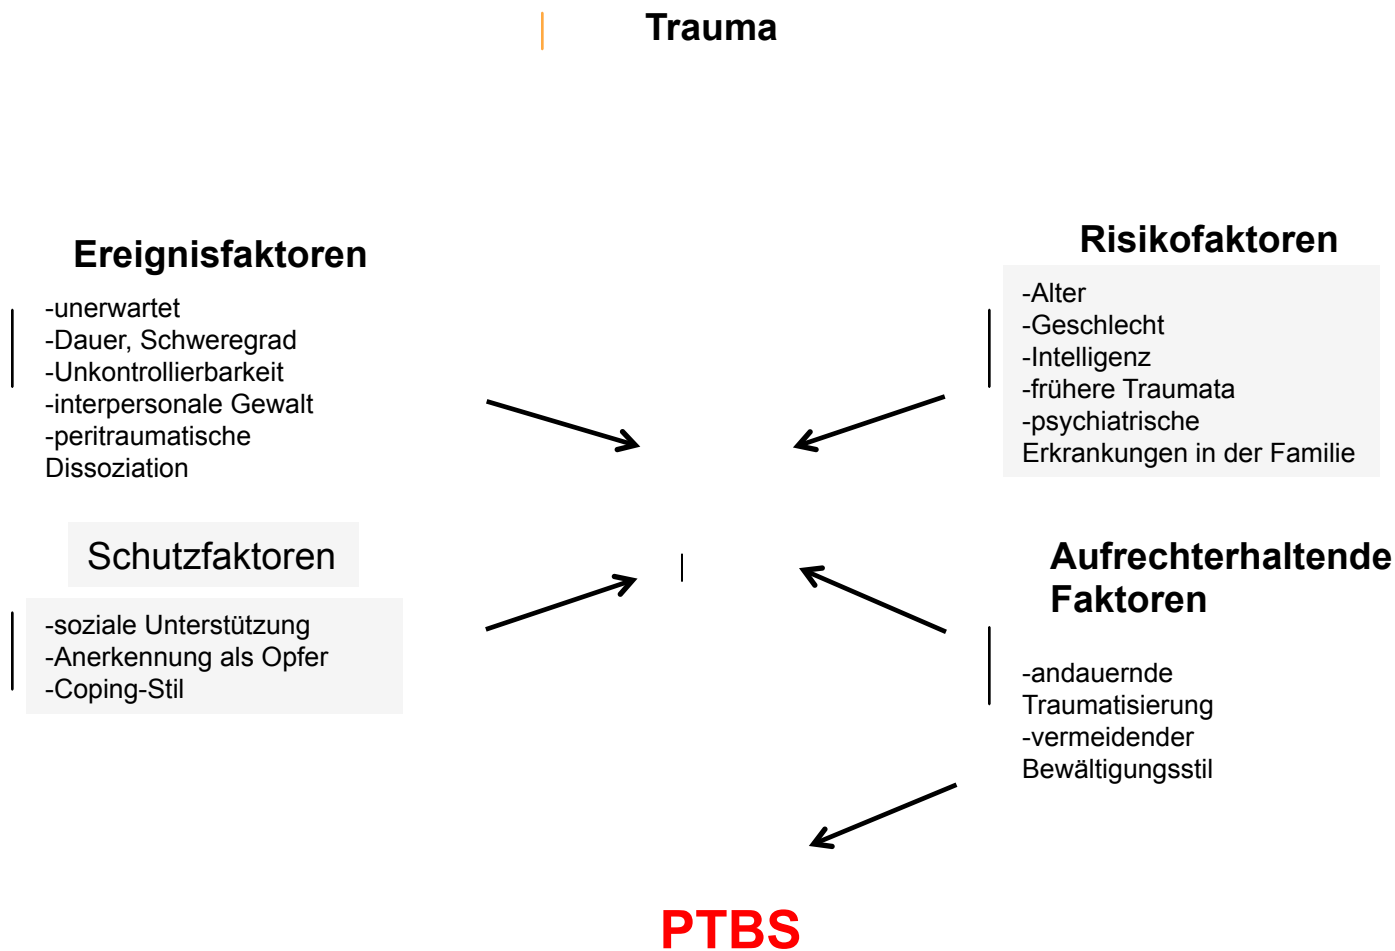 Trauma
Ereignisfaktoren
-unerwartet
-Dauer, Schweregrad
-Unkontrollierbarkeit
-interpersonale Gewalt
-peritraumatische
Dissoziation
Risikofaktoren
-Alter
-Geschlecht
-Intelligenz
-frühere Traumata
-psychiatrische
Erkrankungen in der Familie
Schutzfaktoren
-soziale Unterstützung
-Anerkennung als Opfer
-Coping-Stil
Aufrechterhaltende
Faktoren
-andauernde
Traumatisierung
-vermeidender
Bewältigungsstil
PTBS